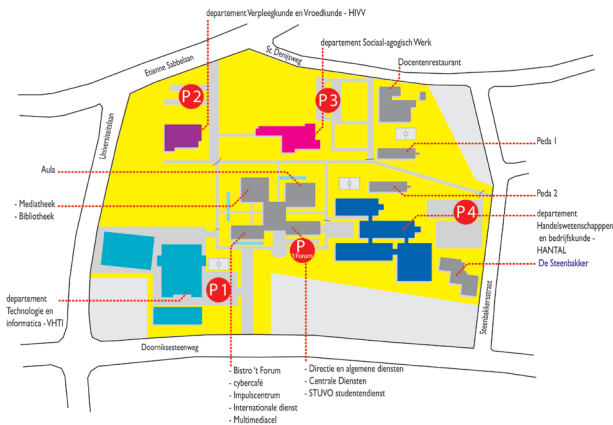 departement Verpleegkunde en Vroedkunde - HIVV
St. Denijsweg
departement Sociaal-agogisch Werk
Etienne Sabbelaan
Docentenrestaurant
P2
P3
Universiteitslaan
Peda 1
Aula
Peda 2
- Mediatheek
- Bibliotheek
P4
departement
Handelswetenschapppen
en bedrijfskunde -
HANTAL
P
't Forum
De Steenbakker
P1
departement
Technologie en
informatica - VHTI
Steenbakkersstraat
Doorniksesteenweg
- Bistro 't Forum
- cybercafé
- Impulscentrum
- Internationale dienst
- Multimediacel
- Directie en algemene diensten
- Centrale Diensten
- STUVO studentendienst